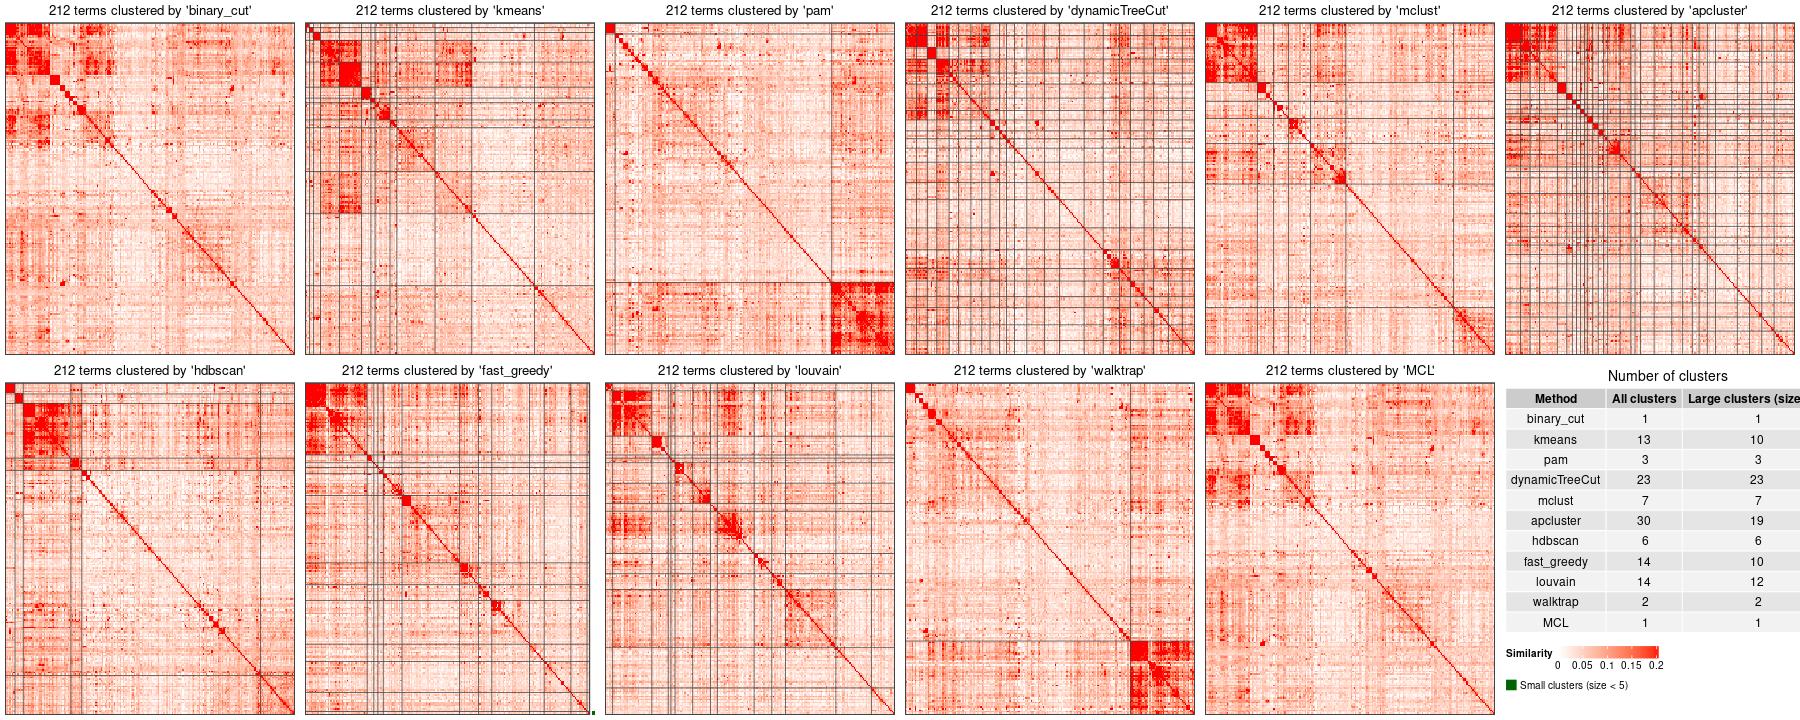 212 terms clustered by 'binary_cut'
212 terms clustered by 'kmeans'
212 terms clustered by 'pam'
212 terms clustered by 'dynamicTreeCut'
212 terms clustered by 'mclust'
212 terms clustered by 'apcluster'
212 terms clustered by 'hdbscan'
212 terms clustered by 'fast_greedy'
212 terms clustered by 'louvain'
212 terms clustered by 'walktrap'
212 terms clustered by 'MCL'
Number of clusters
Method All clusters Large clusters (size
binary_cut 1 1
kmeans 13 10
pam 3 3
dynamicTreeCut 23 23
mclust 7 7
apcluster 30 19
hdbscan 6 6
fast_greedy 14 10
louvain 14 12
walktrap 2 2
MCL 1 1
Similarity
0 0.05 0.1 0.15 0.2
Small clusters (size < 5)